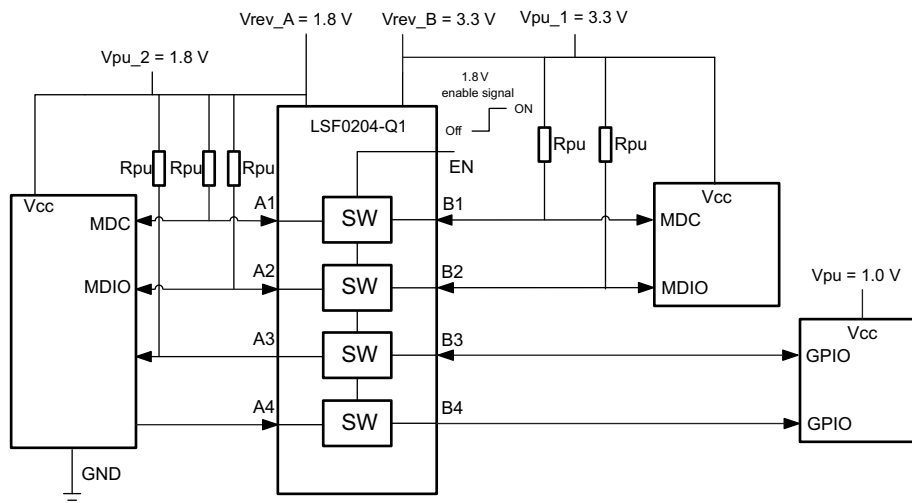 Vrev_A = 1.8 V
Vrev_B = 3.3 V
Vpu_1 = 3.3 V
Vpu_2 = 1.8 V
1.8 V
enable signal
ON
Off
LSF0204-Q1
EN
Rpu
Rpu
Rpu
Rpu
Rpu
Vcc
MDC
A1
SW
B1
Vcc
MDC
MDIO
A2
SW
B2
MDIO
Vpu = 1.0 V
A3
SW
B3
Vcc
GPIO
A4
SW
B4
GPIO
GND